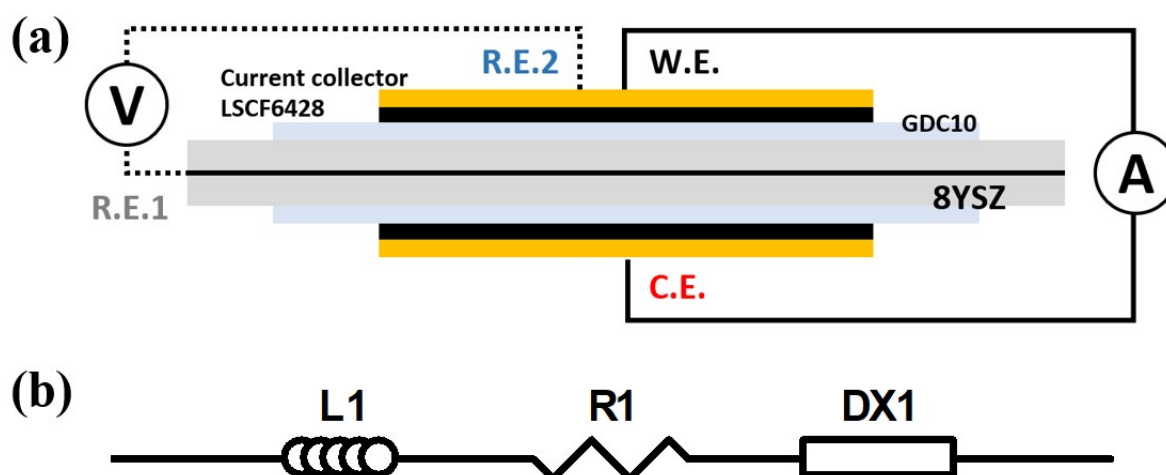 (a)
R.E.2
W.E.
Current collector
LSCF6428
V
GDC10
A
R.E.1
8YSZ
C.E.
(b)
L1
R1
DX1